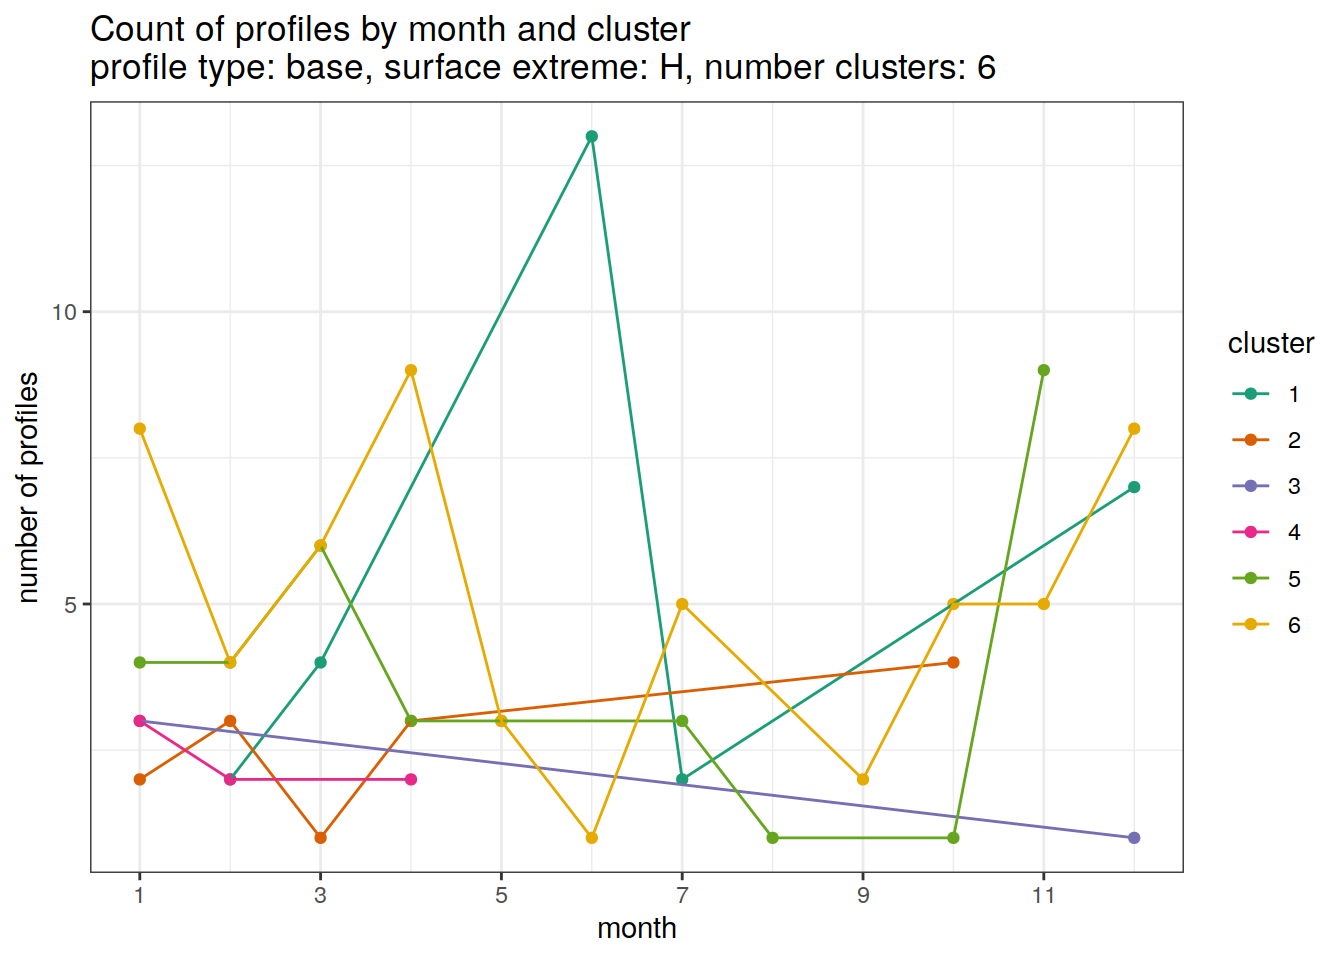 Count of profiles by month and cluster
profile type: base, surface extreme: H, number clusters: 6
number of profiles
10
5
1
3
5
7
9
11
month
cluster
1
2
3
4
5
6